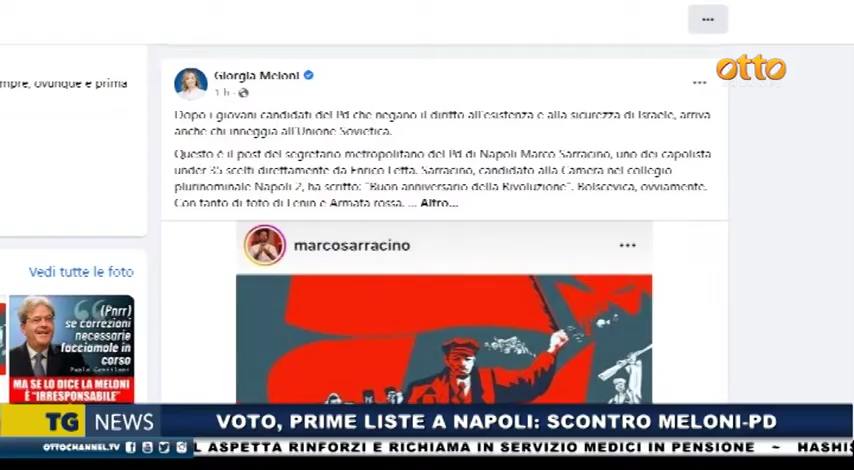 ...
otto
mpre, ovunque e prima
Giorgia Meloni
1 h
Dopo i giovani candidati del Pd che negano il diritto all'esistenza e alla sicurezza di Israele, arriva
anche chi inneggia all'Unione Sovietica.
Questo è il post del segretario metropolitano del Pd di Napoli Marco Sarracino, uno dei capolista
under 35 scelti direttamente da Enrico Letta. Sarracino, candidato alla Camera nel collegio
plurinominale Napoli 2, ha scritto: "Buon anniversario della Rivoluzione". Bolscevica, ovviamente.
Con tanto di foto di Lenin e Armata rossa. ... Altro...
marcosarracino
Vedi tutte le foto
(Pnrr)
se correzioni
necessarie
facciamole in
corso
Paolo Gentiloni
MA SE LO DICE LA MELONI
È "IRRESPONSABILE"
TG NEWS
VOTO, PRIME LISTE A NAPOLI: SCONTRO MELONI-PD
OTTOCHANNEL.TV
L ASPETTA RINFORZI E RICHIAMA IN SERVIZIO MEDICI IN PENSIONE ~ HASHIS